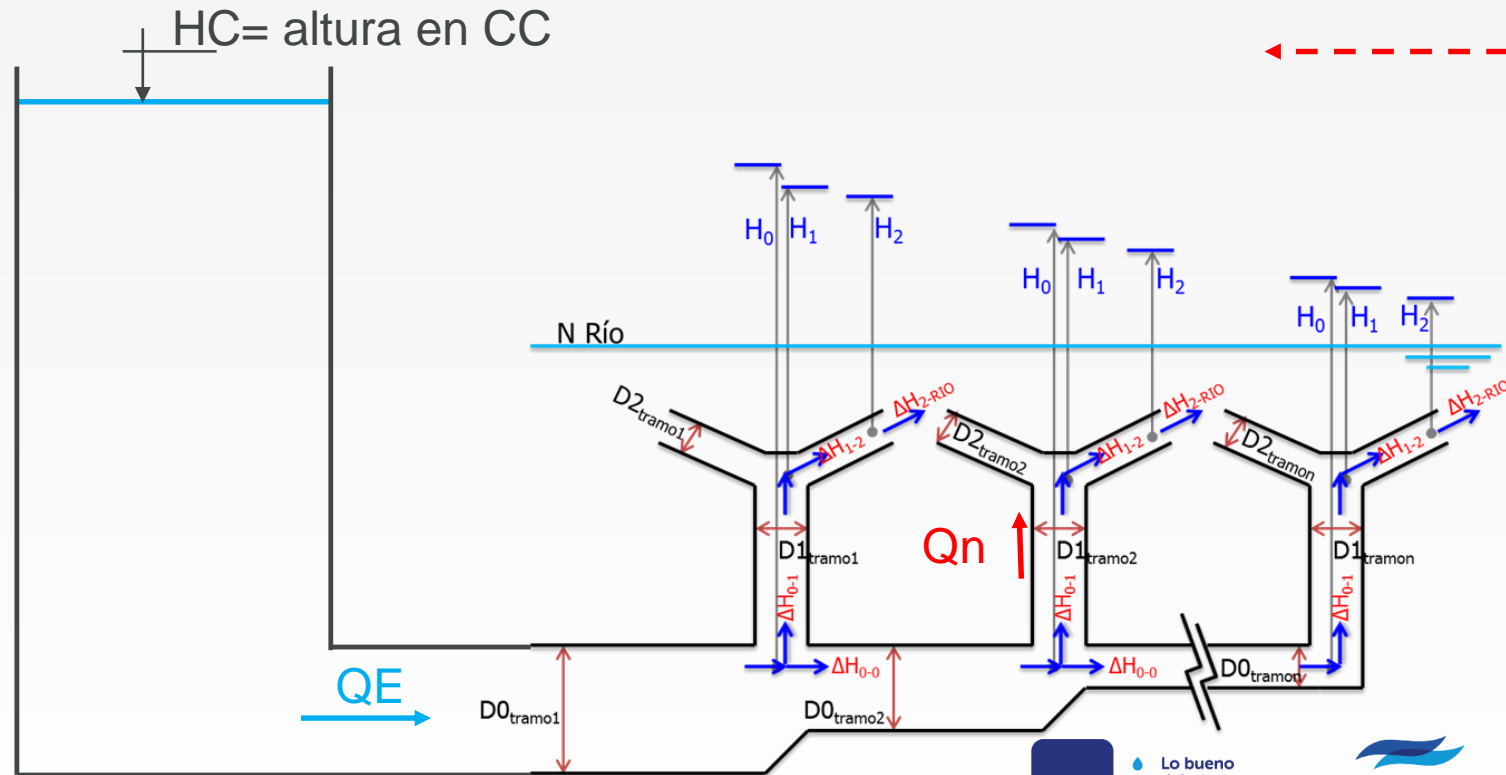 HC= altura en CC
H₀ H₁ H₂
H₀ H₁ H₂
H₀ H₁ H₂
N Río
D2tramo1
ΔH₁₋₂
ΔH2-RIO
D2tramo2
ΔH₁₋₂
ΔH2-RIO
D2tramon
ΔH₁₋₂
ΔH2-RIO
D1tramo1
Qn
D1tramo2
D1tramon
ΔH₀₋₁
ΔH₀₋₁
ΔH₀₋₁
ΔH₀₋₀
ΔH₀₋₀
D0tramon
QE
D0tramo1
D0tramo2
Lo bueno